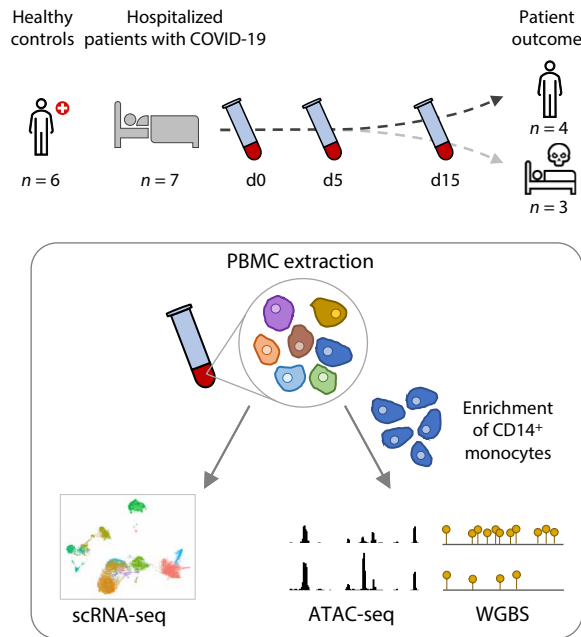 Healthy
controls
Hospitalized
patients with COVID-19
Patient
outcome
n = 6
n = 7
d0
d5
d15
n = 4
n = 3
PBMC extraction
Enrichment
of CD14⁺
monocytes
scRNA-seq
ATAC-seq
WGBS